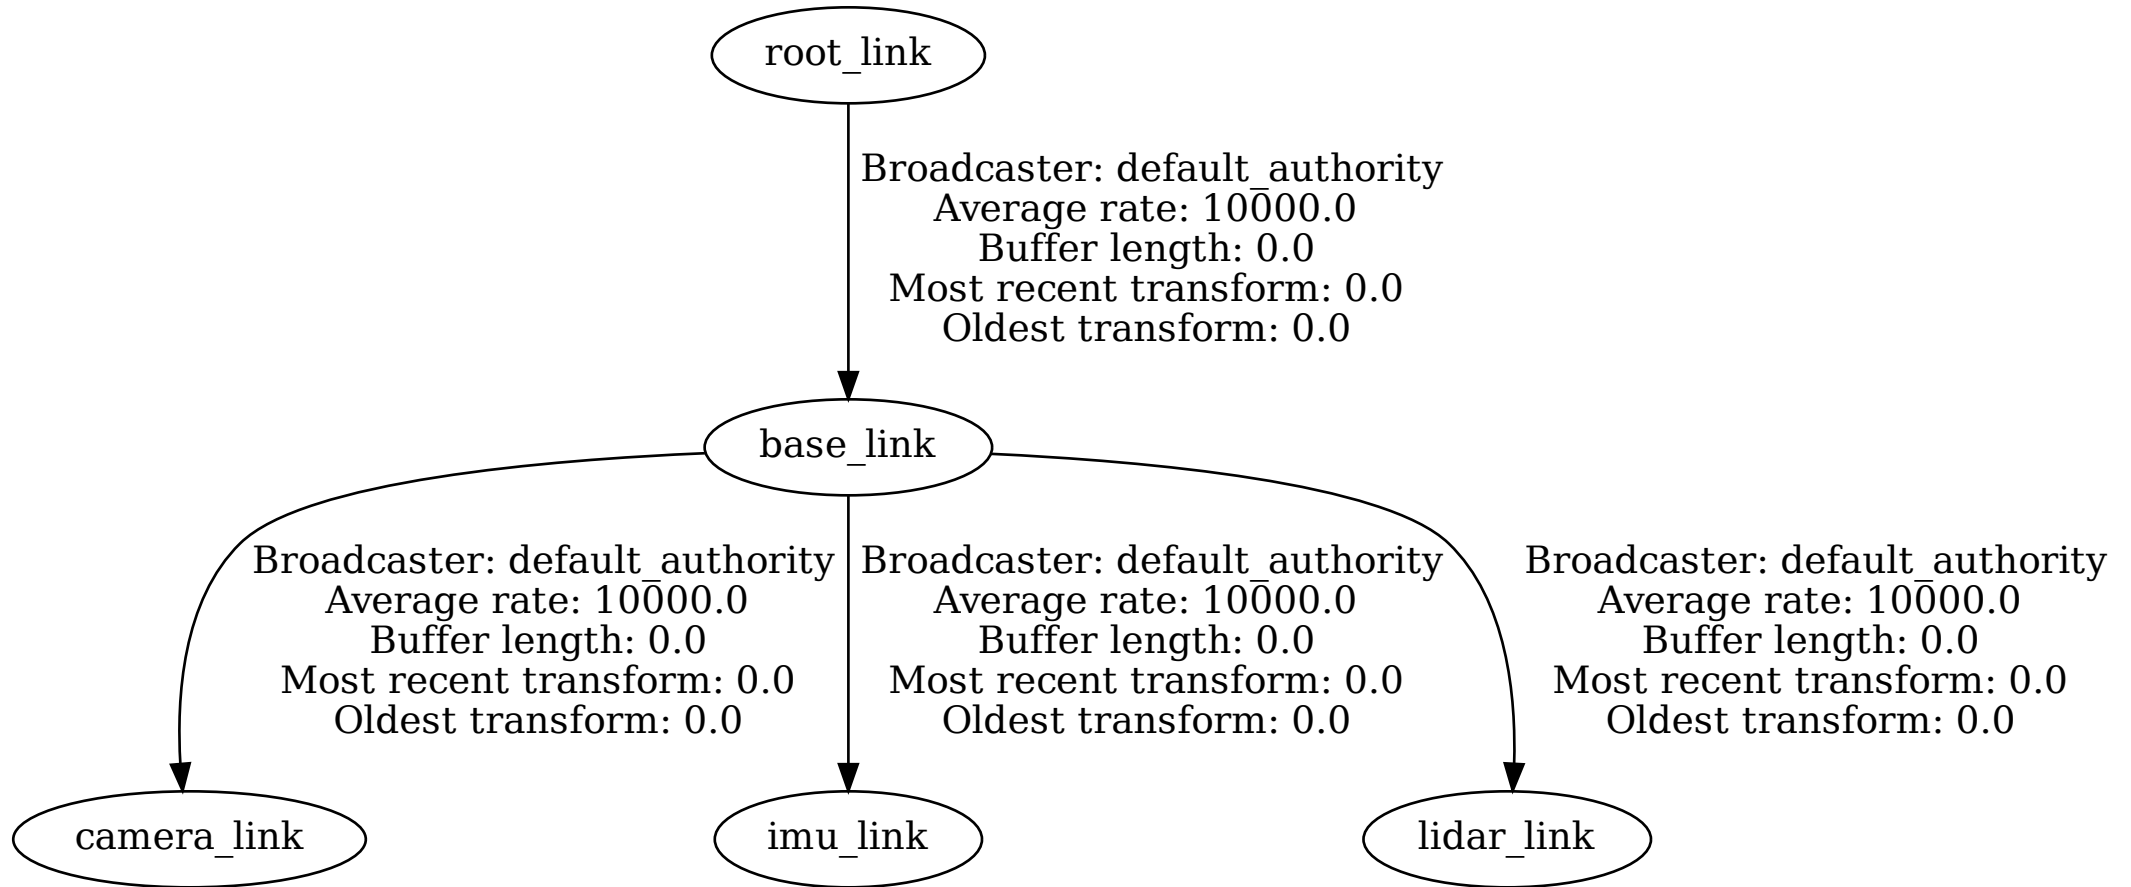 root_link
Broadcaster: default_authority
Average rate: 10000.0
Buffer length: 0.0
Most recent transform: 0.0
Oldest transform: 0.0
base_link
Broadcaster: default_authority
Average rate: 10000.0
Buffer length: 0.0
Most recent transform: 0.0
Oldest transform: 0.0
Broadcaster: default_authority
Average rate: 10000.0
Buffer length: 0.0
Most recent transform: 0.0
Oldest transform: 0.0
Broadcaster: default_authority
Average rate: 10000.0
Buffer length: 0.0
Most recent transform: 0.0
Oldest transform: 0.0
camera_link
imu_link
lidar_link